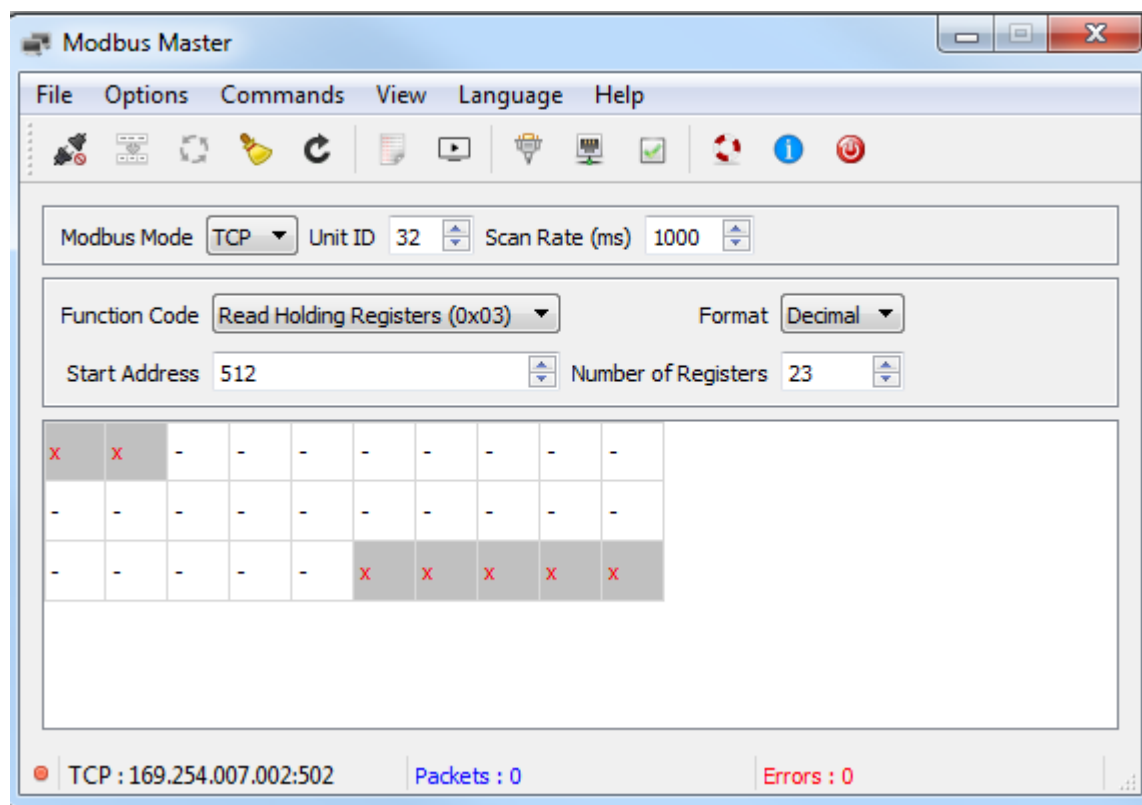 Modbus Master
File Options Commands View Language Help
Modbus Mode TCP Unit ID 32 Scan Rate (ms) 1000
Function Code Read Holding Registers (0x03) Format Decimal
Start Address 512 Number of Registers 23
x x - - - - - - - -
- - - - - - - - - -
- - - - - x x x x x
TCP : 169.254.007.002:502 Packets : 0 Errors : 0